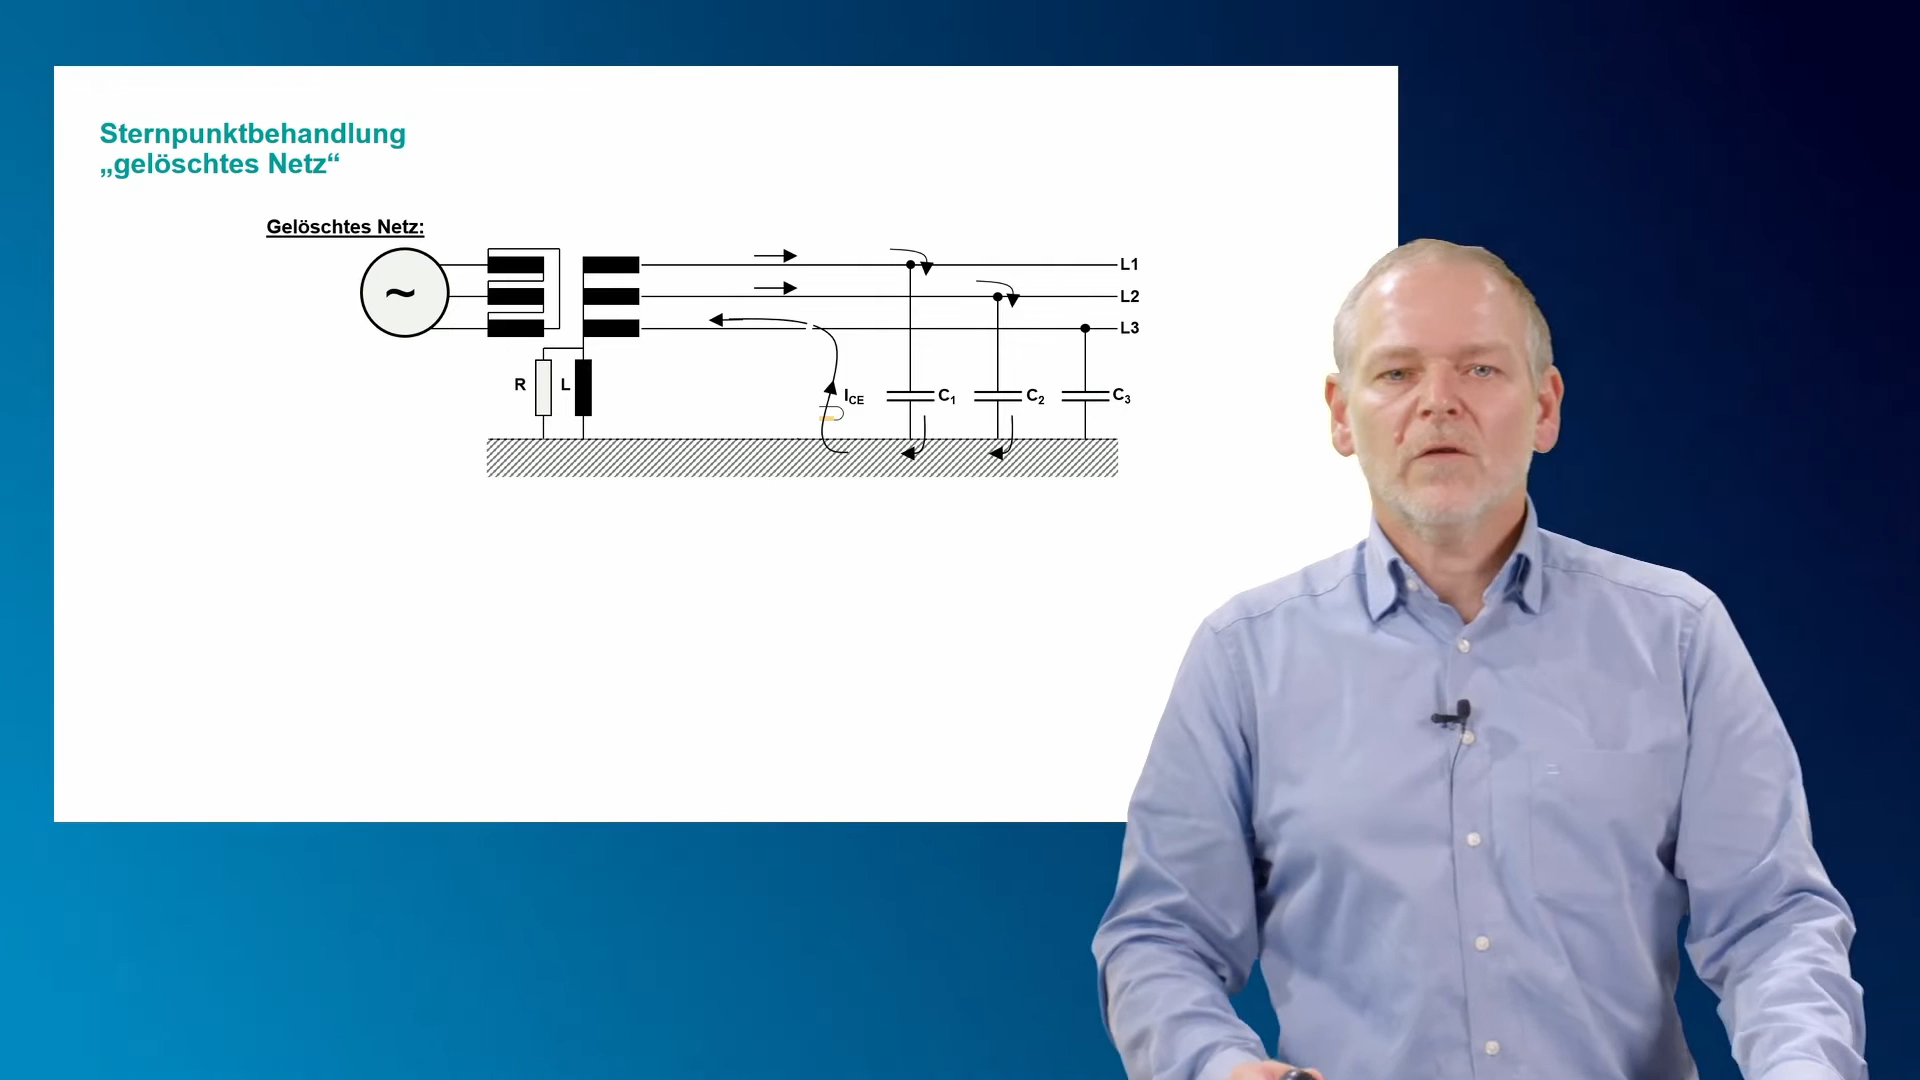 Sternpunktbehandlung
„gelöschtes Netz“
Gelöschtes Netz:
~
L1
L2
L3
R
L
ICE
C1
C2
C3